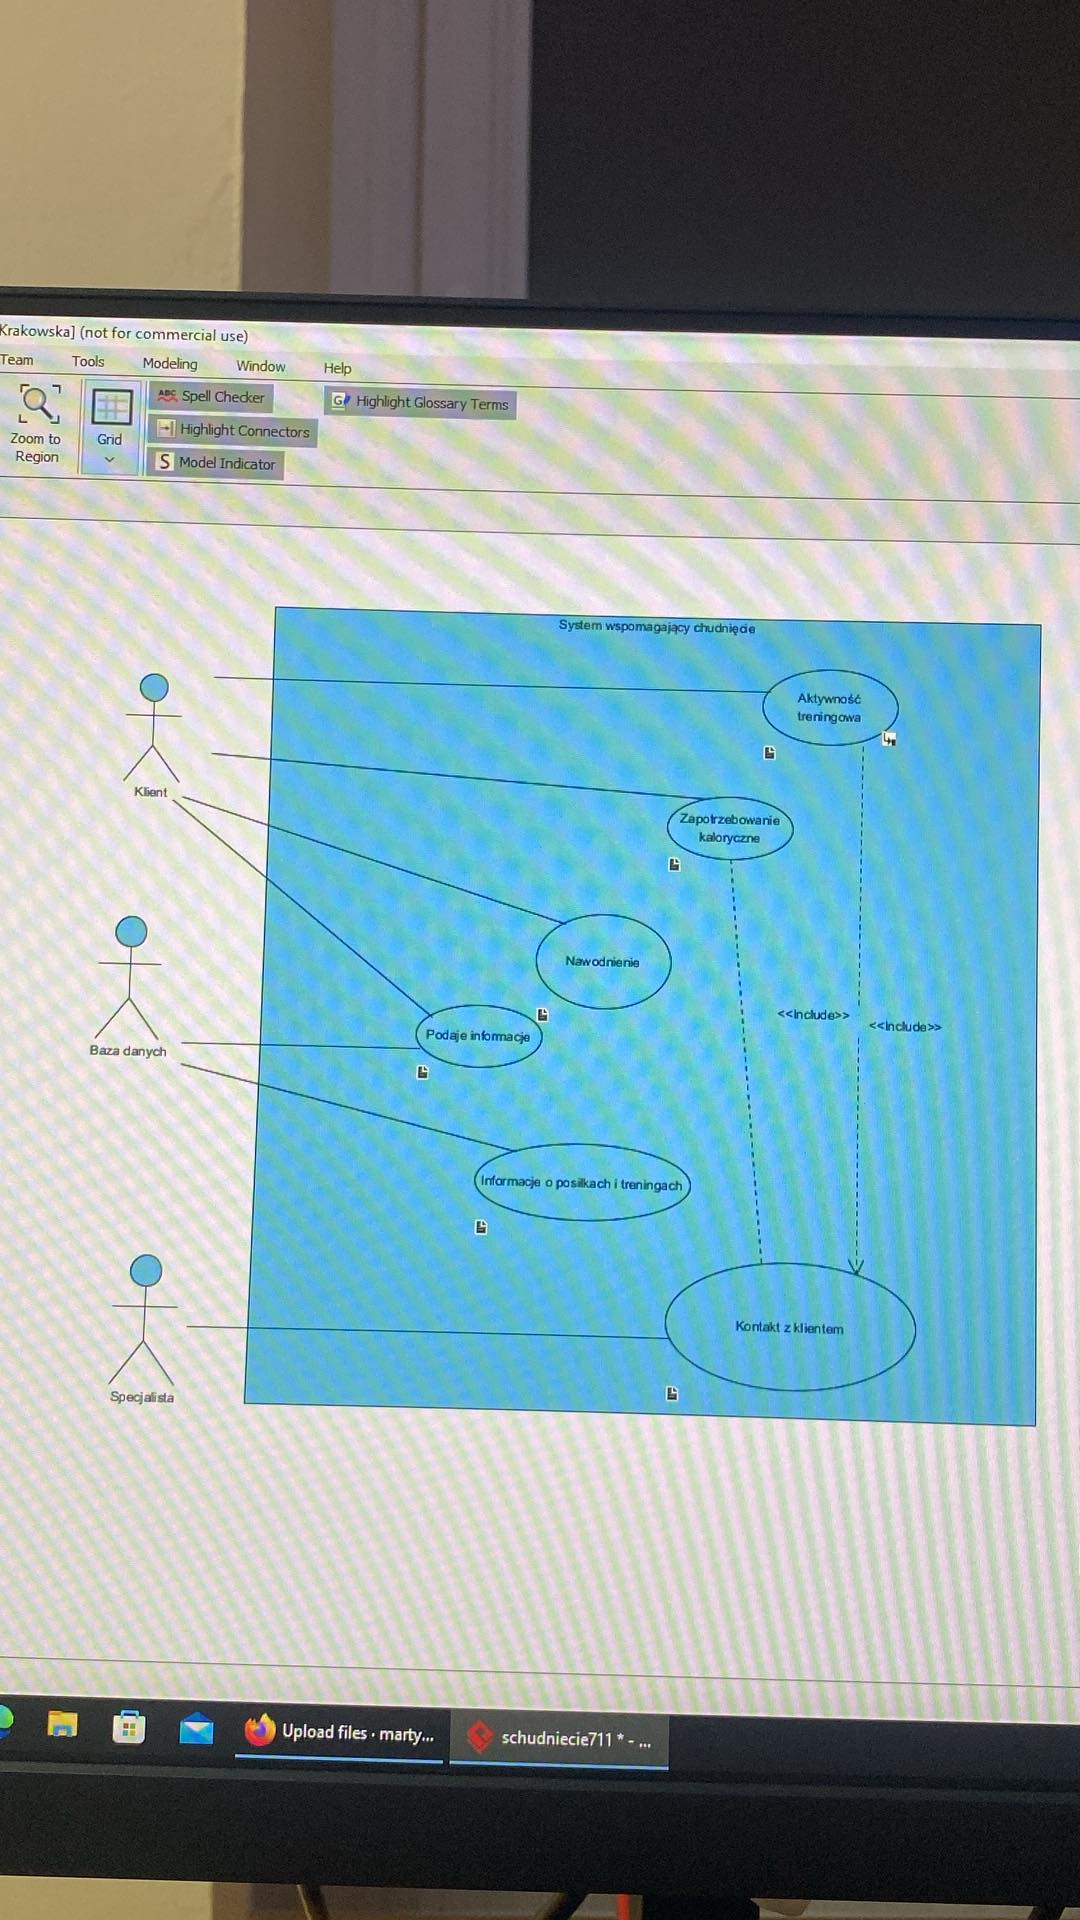 Krakowska] (not for commercial use)
Team Tools Modeling Window Help
Zoom to
Region
Grid
ABC Spell Checker
Highlight Connectors
S Model Indicator
G Highlight Glossary Terms
System wspomagający chudnięcie
Aktywność
treningowa
Klient
Zapotrzebowanie
kaloryczne
Nawodnienie
<<Include>>
<<Include>>
Podaje informacje
Baza danych
Informacje o posiłkach i treningach
Kontakt z klientem
Specjalista
Upload files · marty...
schudniecie711 * - ...